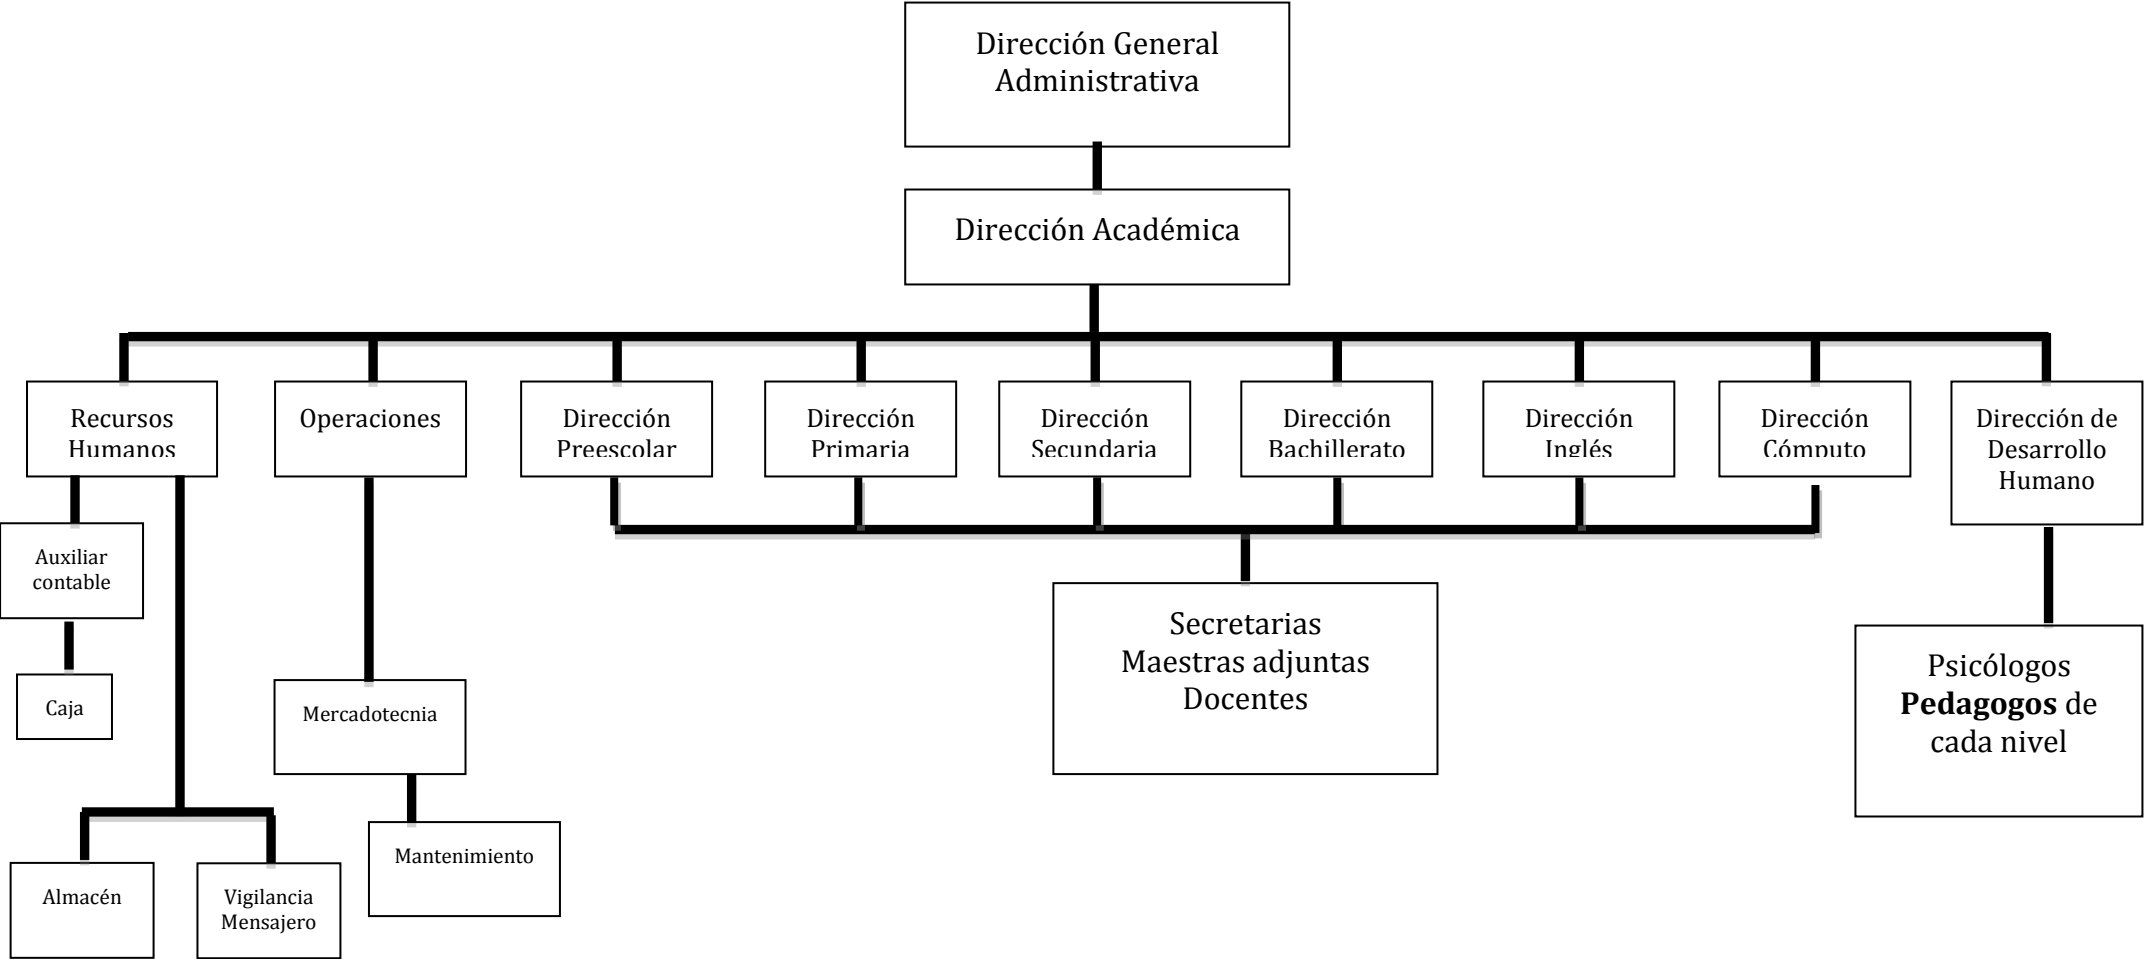 Dirección General
Administrativa
Dirección Académica
Recursos
Humanos
Operaciones
Dirección
Preescolar
Dirección
Primaria
Dirección
Secundaria
Dirección
Bachillerato
Dirección
Inglés
Dirección
Cómputo
Dirección de
Desarrollo
Humano
Auxiliar
contable
Caja
Mercadotecnia
Mantenimiento
Almacén
Vigilancia
Mensajero
Secretarias
Maestras adjuntas
Docentes
Psicólogos
Pedagogos de
cada nivel